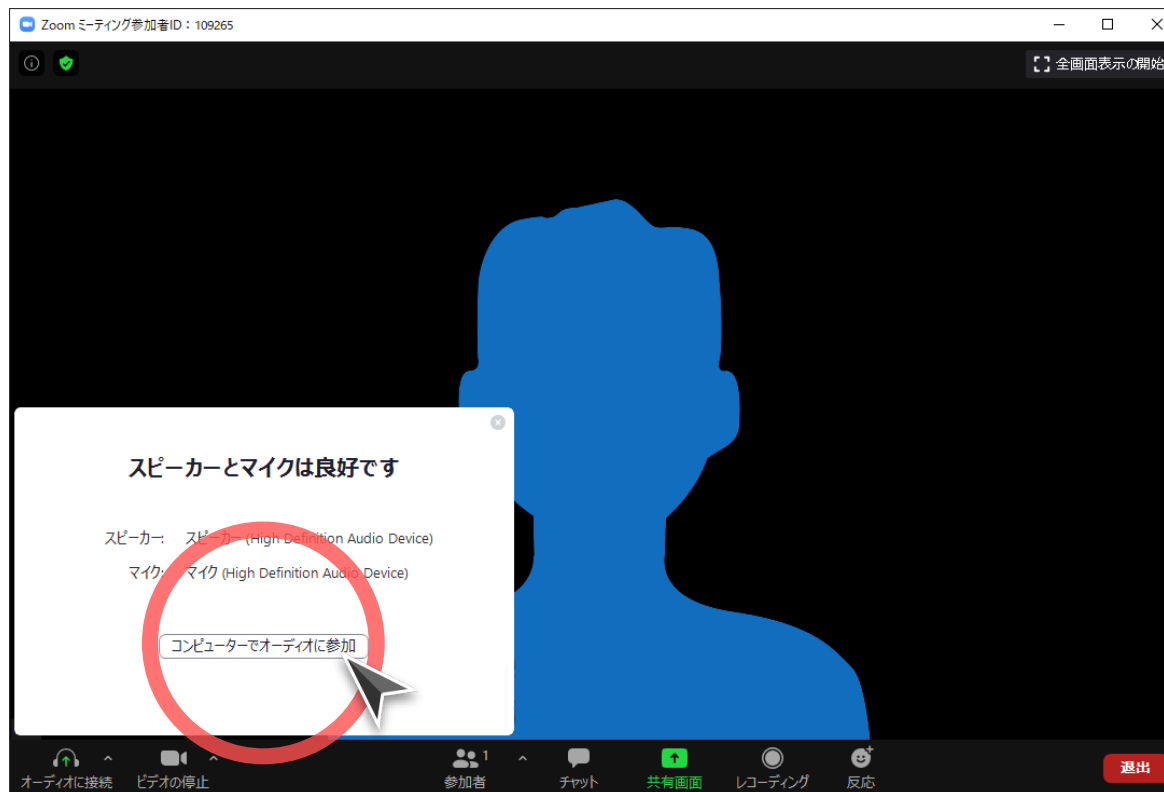 Zoom ミーティング参加者ID：109265
全画面表示の開始
スピーカーとマイクは良好です
スピーカー: スピーカー (High Definition Audio Device)
マイク: マイク (High Definition Audio Device)
コンピューターでオーディオに参加
1
オーディオに接続 ビデオの停止 参加者 チャット 共有画面 レコーディング 反応 退出